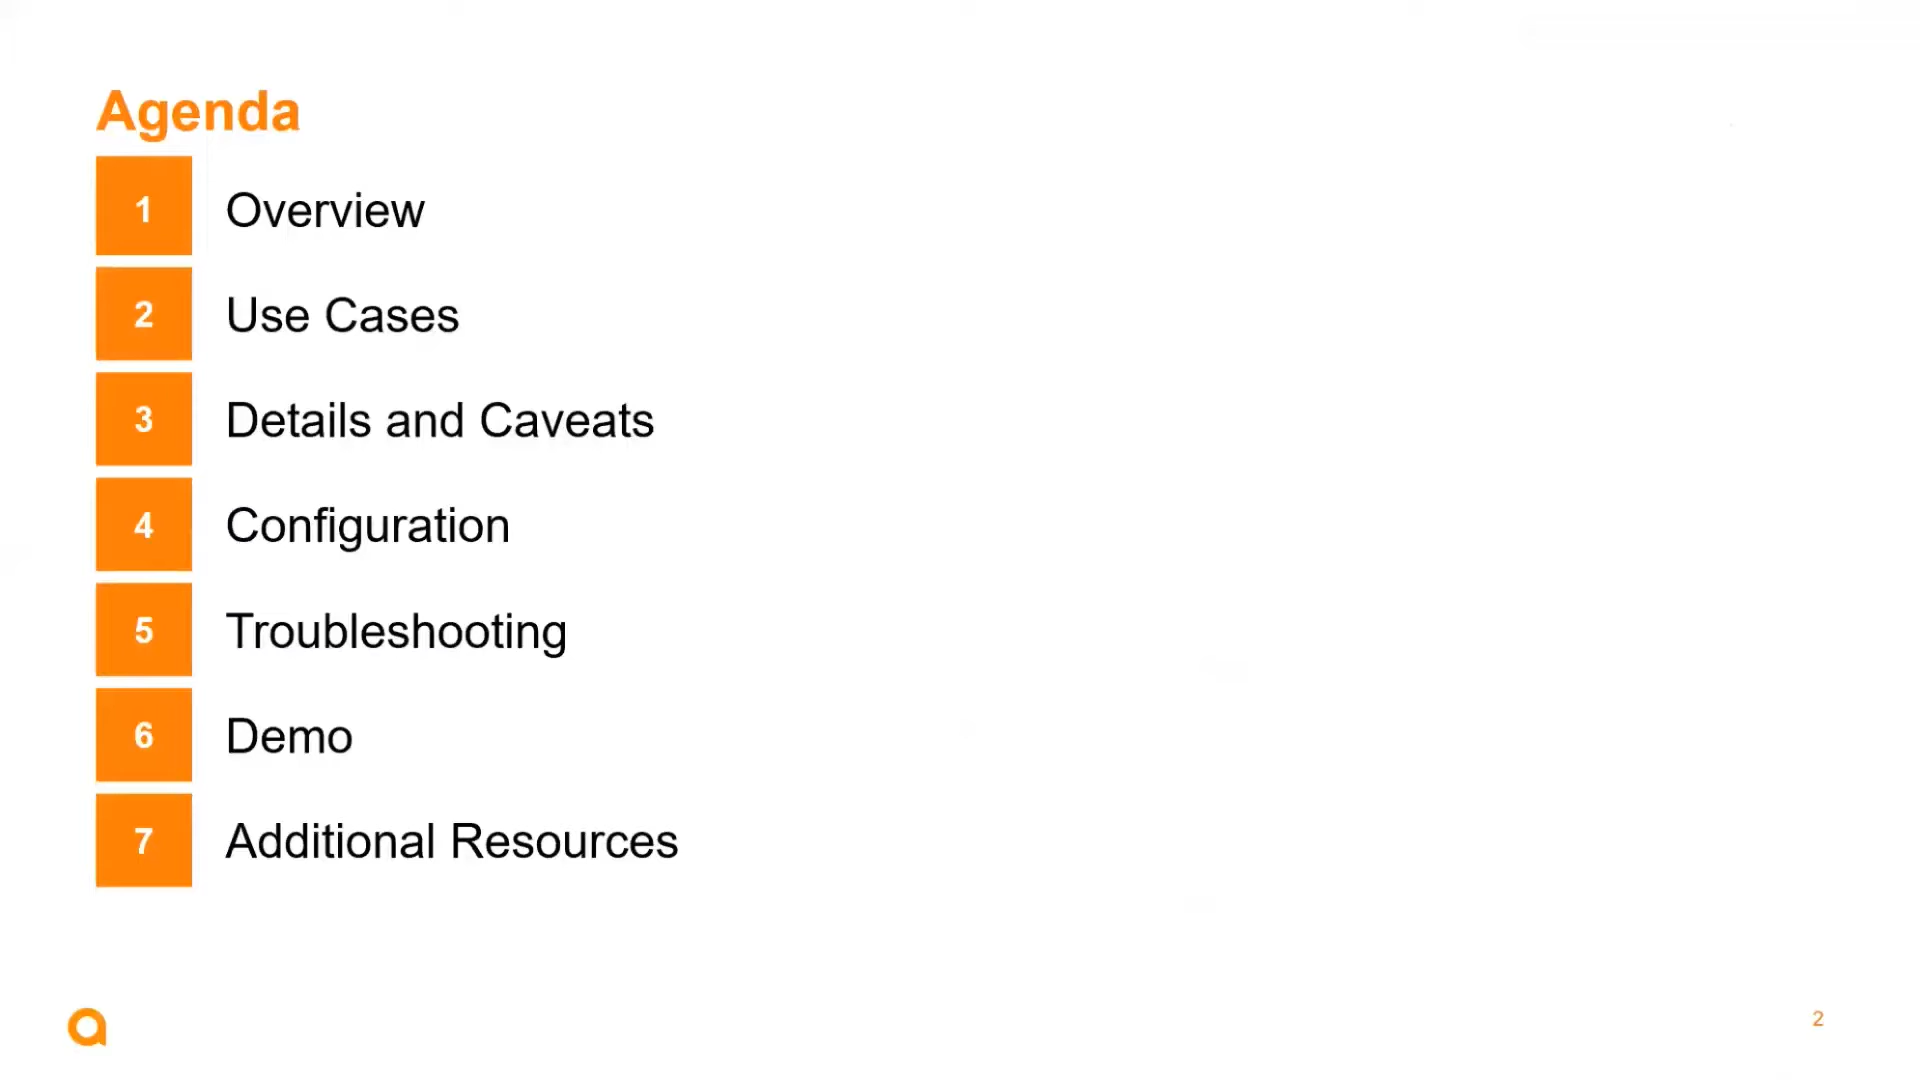 Agenda
1 Overview
2 Use Cases
3 Details and Caveats
4 Configuration
5 Troubleshooting
6 Demo
7 Additional Resources
2